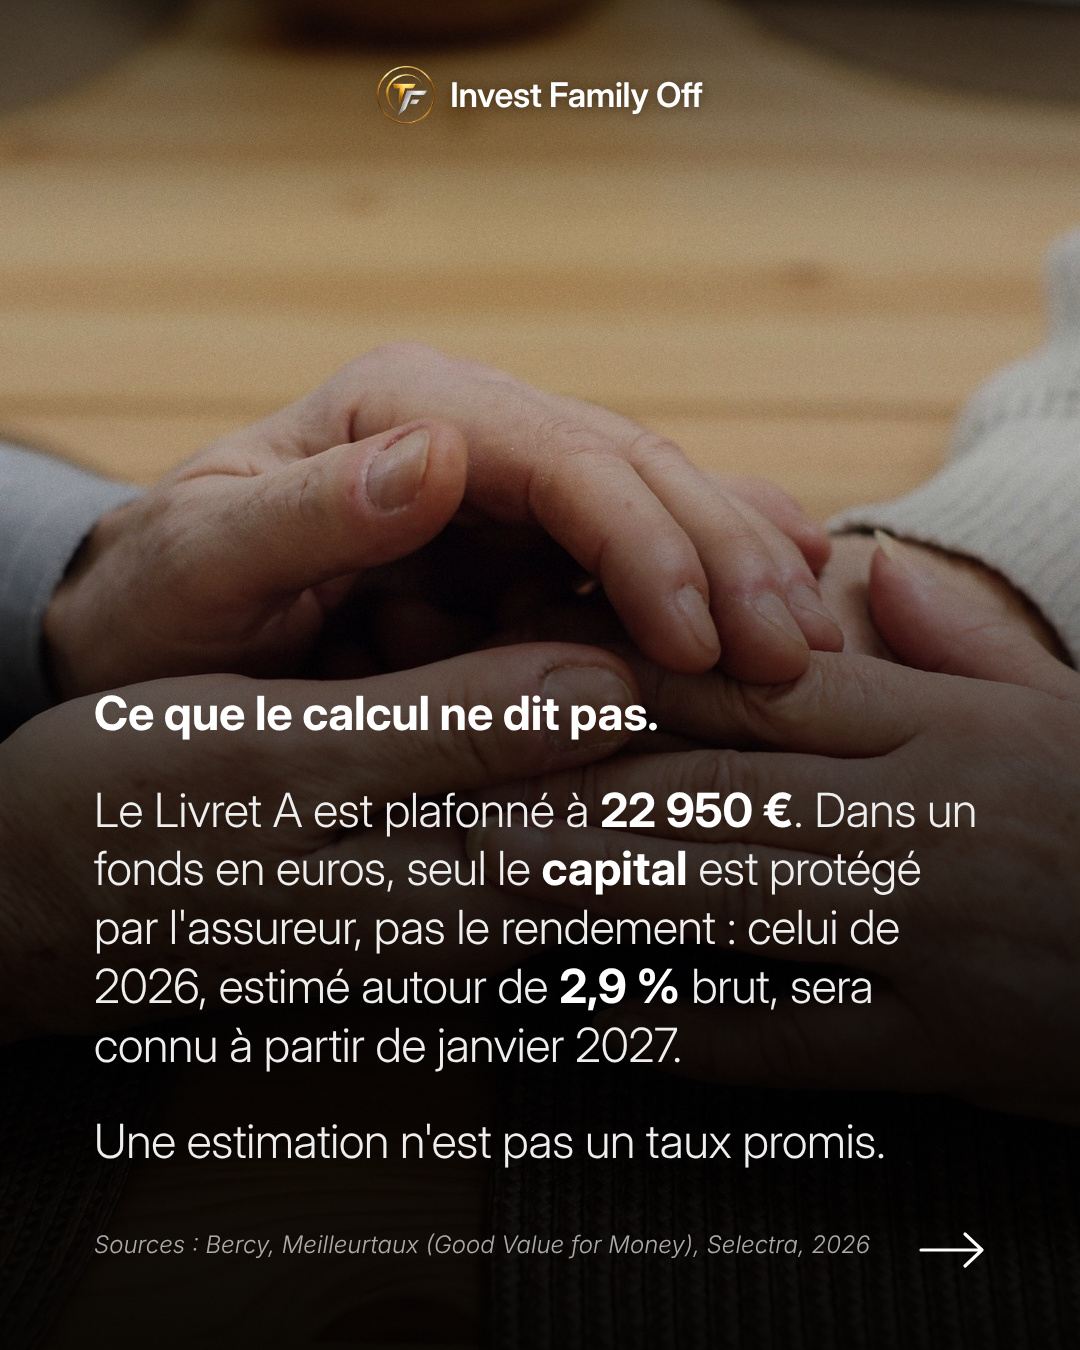 TF Invest Family Off
Ce que le calcul ne dit pas.
Le Livret A est plafonné à 22 950 €. Dans un
fonds en euros, seul le capital est protégé
par l'assureur, pas le rendement : celui de
2026, estimé autour de 2,9 % brut, sera
connu à partir de janvier 2027.
Une estimation n'est pas un taux promis.
Sources : Bercy, Meilleurtaux (Good Value for Money), Selectra, 2026